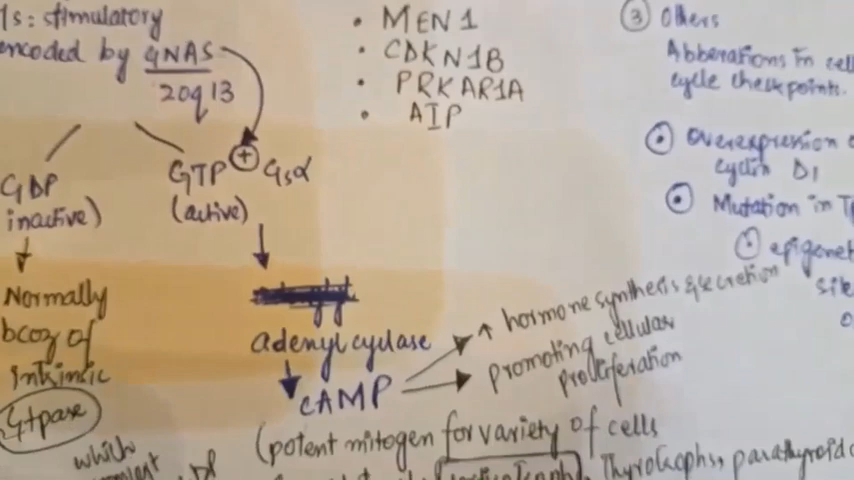 stimulatory
encoded by GNAS
20q13
GDP
inactive)
Normally
bcoz of
intrinsic
Gtpase
which
GTP + Gsα
(active)
adenyl cyclase
cAMP
↑ hormone synthesis & secretion
promoting cellular
proliferation
(potent mitogen for variety of cells
Thyrotrophs, parathyroid
• MEN1
• CDKN1B
• PRKAR1A
• AIP
③ Others
Abberations in cell
cycle checkpoints.
Overexpression
cyclin D1
Mutation in